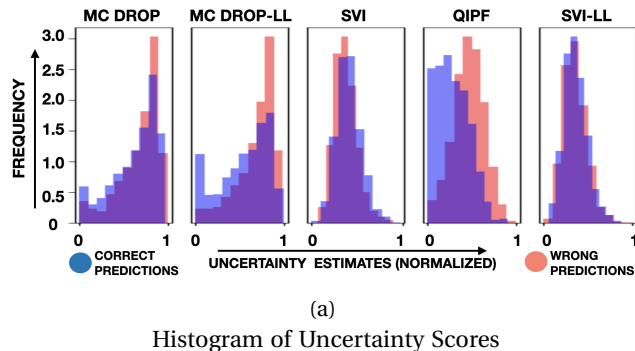 MC DROP MC DROP-LL SVI QIPF SVI-LL
3.0
2.5
2.0
1.5
1.0
0.5
0
FREQUENCY
0 1 0 1 0 1 0 1 0 1
CORRECT PREDICTIONS
UNCERTAINTY ESTIMATES (NORMALIZED)
WRONG PREDICTIONS
(a)
Histogram of Uncertainty Scores